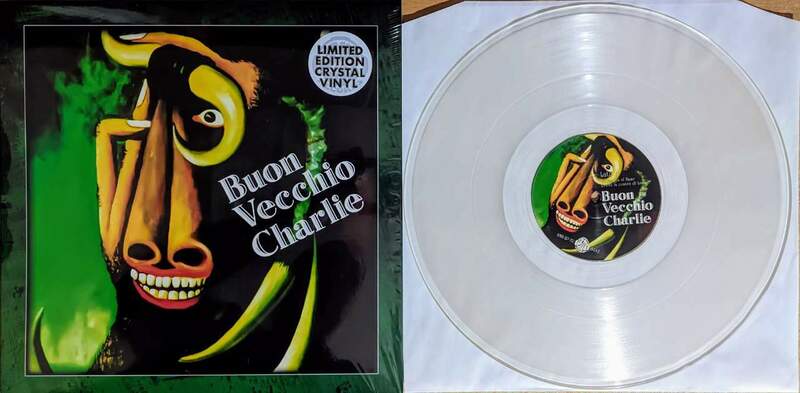 LIMITED
EDITION
CRYSTAL
VINYL
Buon
Vecchio
Charlie
Buon
Vecchio
Charlie